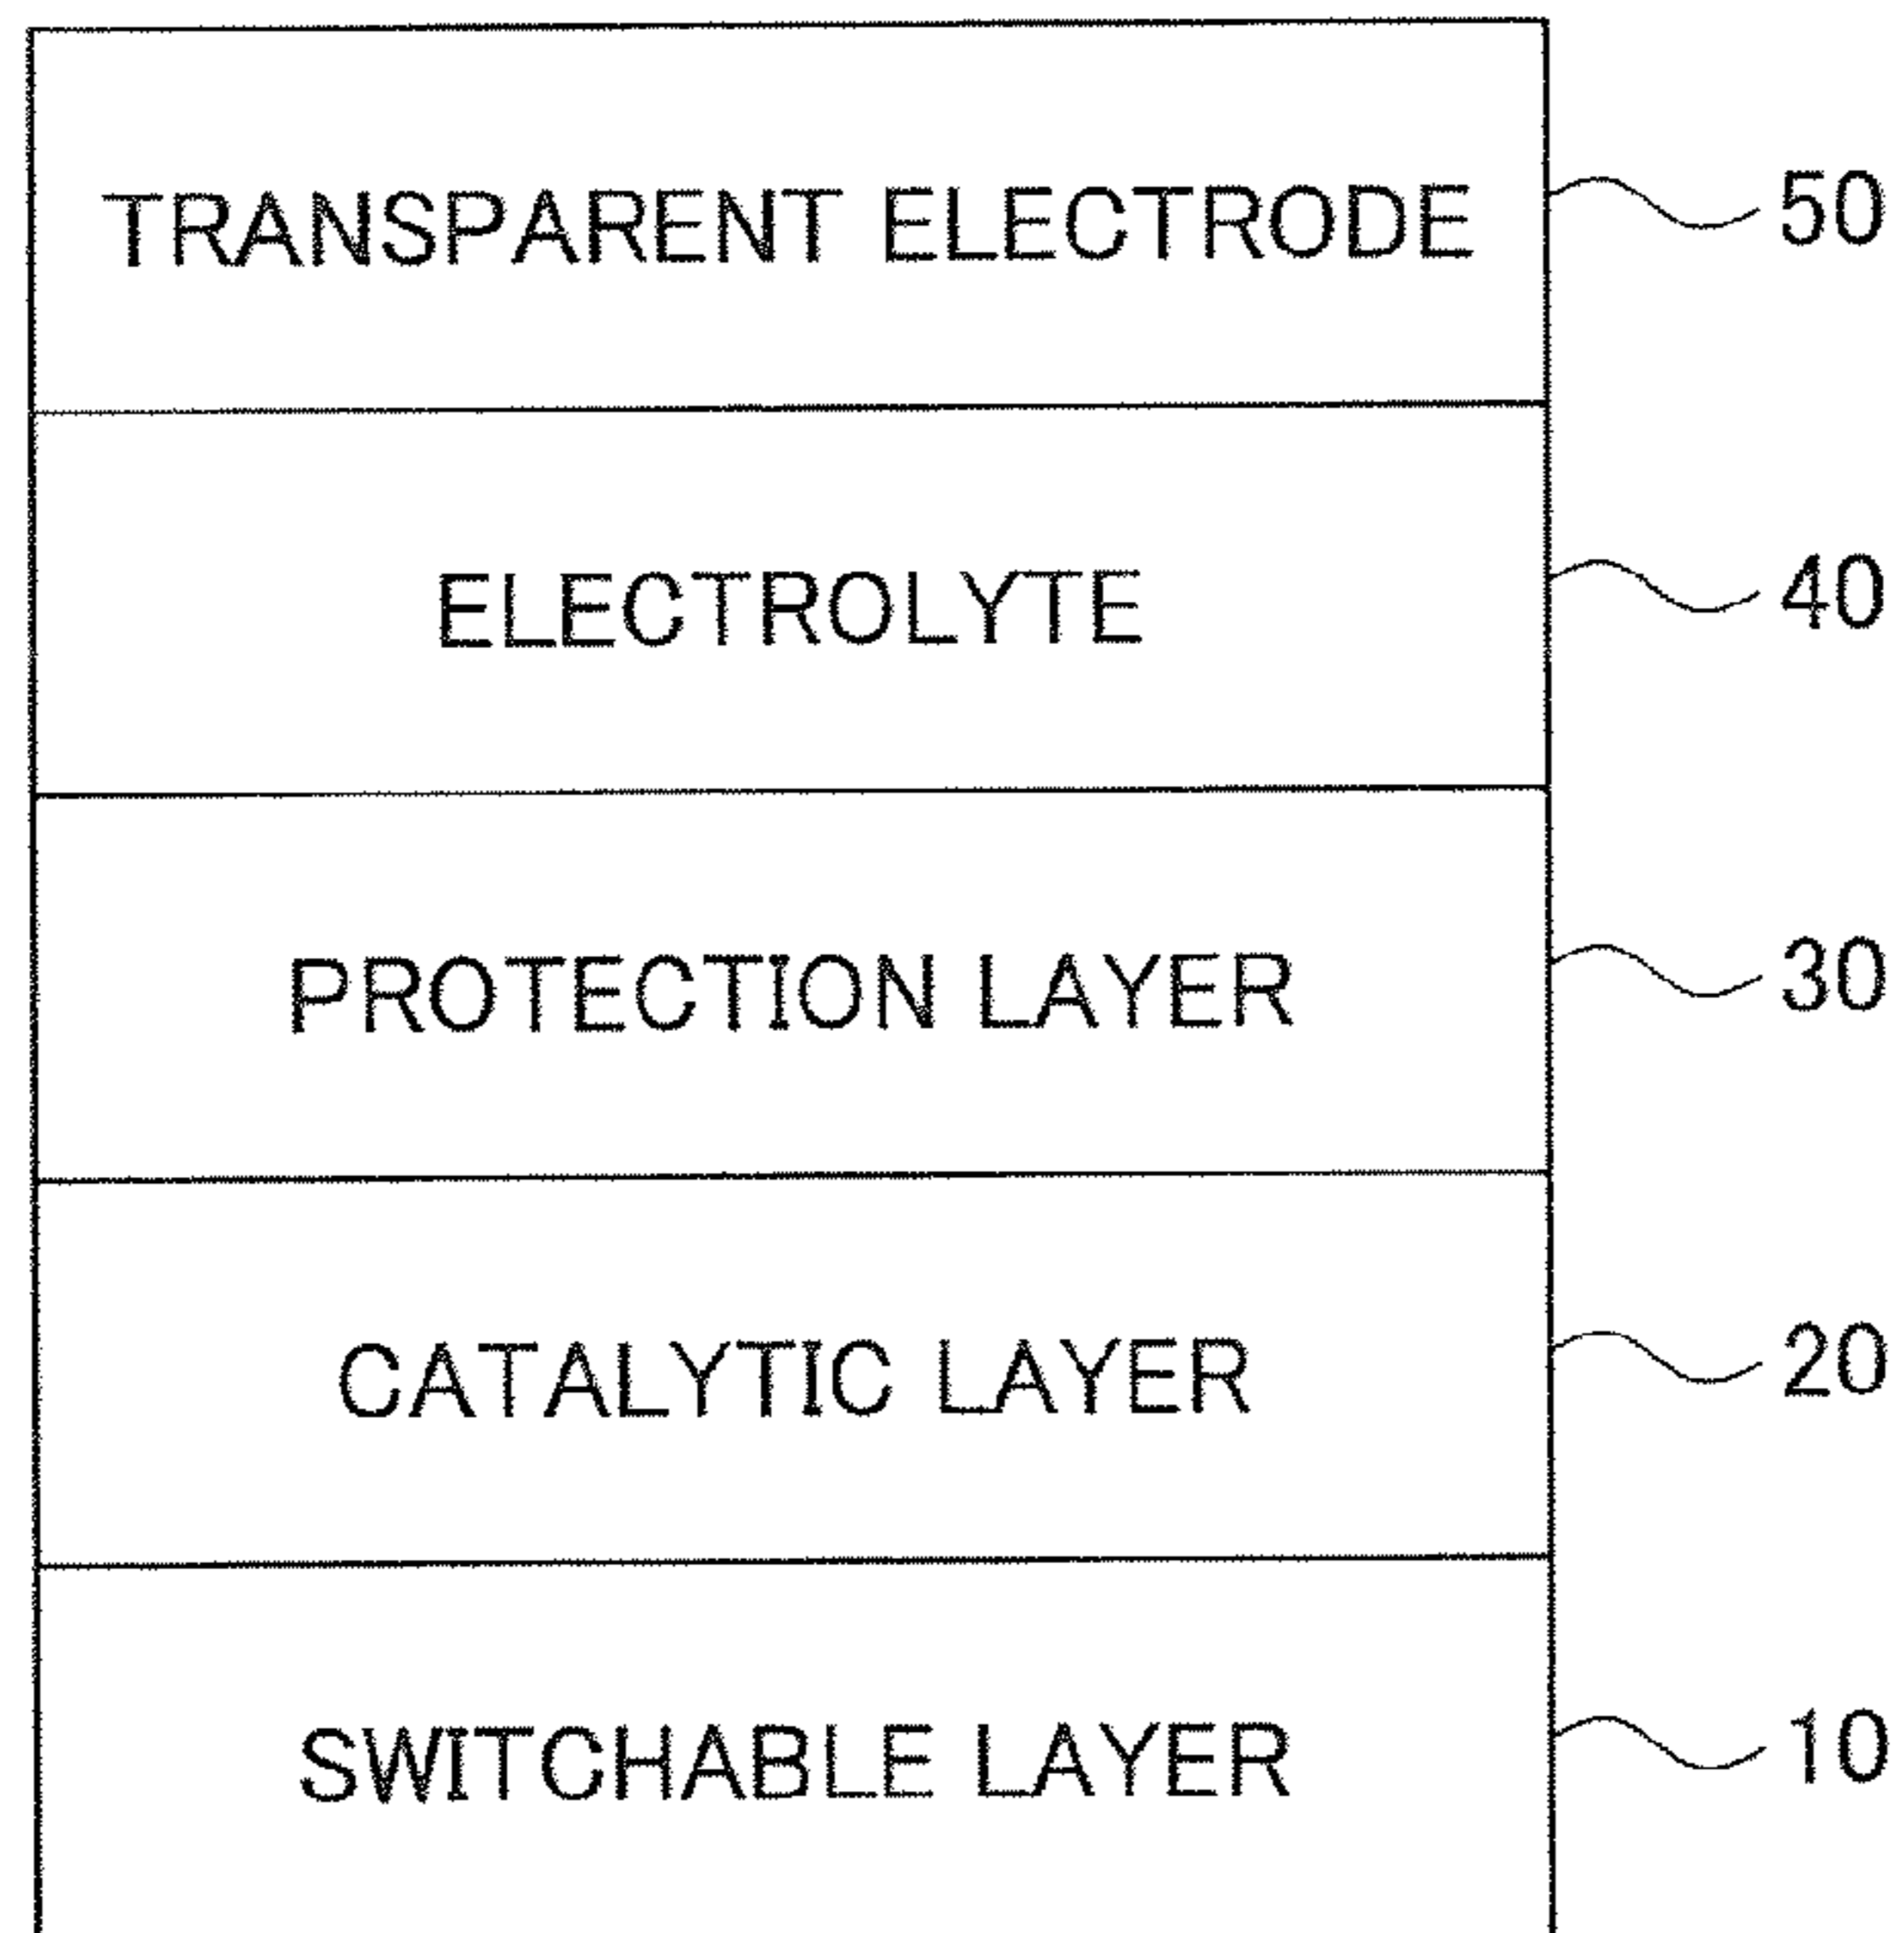 TRANSPARENT ELECTRODE 50
ELECTROLYTE 40
PROTECTION LAYER 30
CATALYTIC LAYER 20
SWITCHABLE LAYER 10